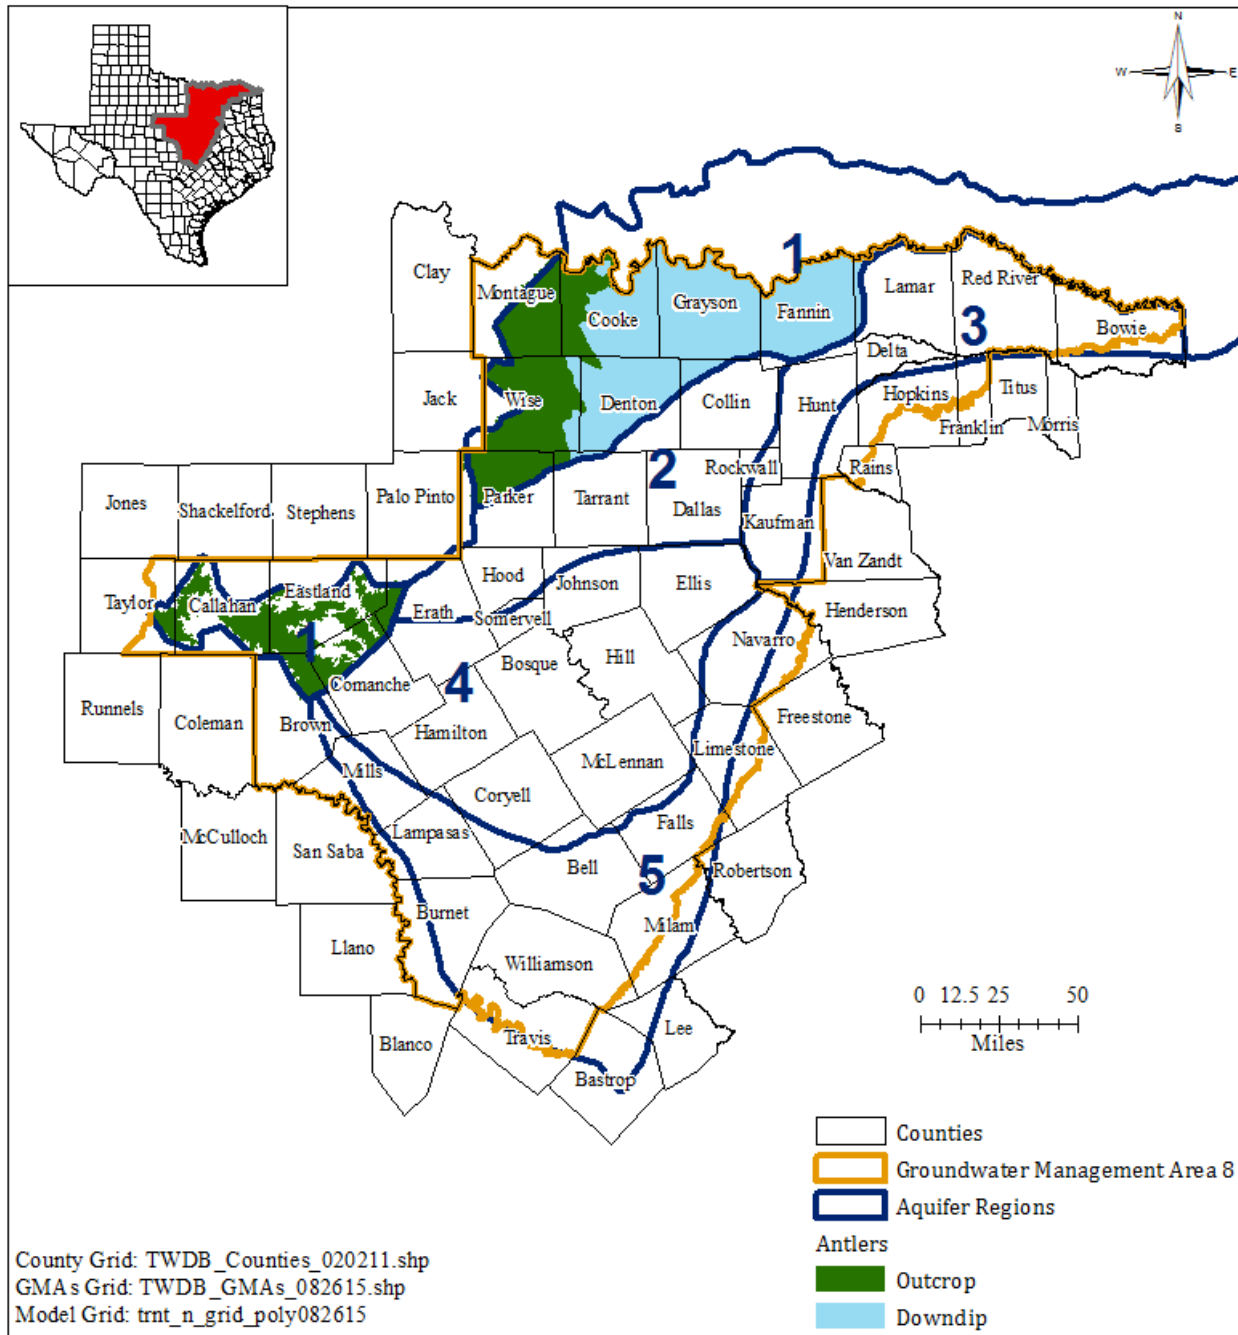 N
W E
S
1
Clay
Montague
Cooke
Grayson
Fannin
Lamar
Red River
Bowie
3
Delta
Jack
Wise
Denton
Collin
Hunt
Hopkins
Titus
Franklin
Morris
Rains
Rockwall
2
Jones
Shackelford
Stephens
Palo Pinto
Parker
Tarrant
Dallas
Kaufman
Van Zandt
Taylor
Callahan
Eastland
Erath
Hood
Johnson
Ellis
Somervell
Henderson
Navarro
1
Comanche
4
Bosque
Hill
Runnels
Coleman
Brown
Hamilton
Freestone
Mills
McLennan
Limestone
Coryell
McCulloch
San Saba
Lampasas
Falls
Bell
5
Robertson
Burnet
Milam
Llano
Williamson
Blanco
Travis
Lee
Bastrop
0 12.5 25 50
Miles
Counties
Groundwater Management Area 8
Aquifer Regions
Antlers
Outcrop
Downdip
County Grid: TWDB_Counties_020211.shp
GMAs Grid: TWDB_GMAs_082615.shp
Model Grid: trnt_n_grid_poly082615